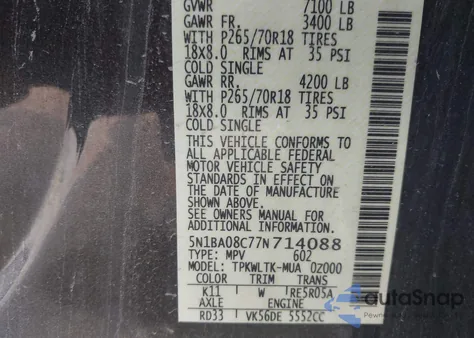 GVWR 7100 LB
GAWR FR. 3400 LB
WITH P265/70R18 TIRES
18X8.0 RIMS AT 35 PSI
COLD SINGLE
GAWR RR. 4200 LB
WITH P265/70R18 TIRES
18X8.0 RIMS AT 35 PSI
COLD SINGLE
THIS VEHICLE CONFORMS TO
ALL APPLICABLE FEDERAL
MOTOR VEHICLE SAFETY
STANDARDS IN EFFECT ON
THE DATE OF MANUFACTURE
SHOWN ABOVE.
SEE OWNERS MANUAL FOR
ADDITIONAL INFORMATION.
5N1BA08C77N714088
TYPE: MPV 602
MODEL: TPKWLTK-MUA 0Z000
COLOR TRIM TRANS
K11 W RE5R05A
AXLE ENGINE
RD33 VK56DE 5552CC
autoSnap